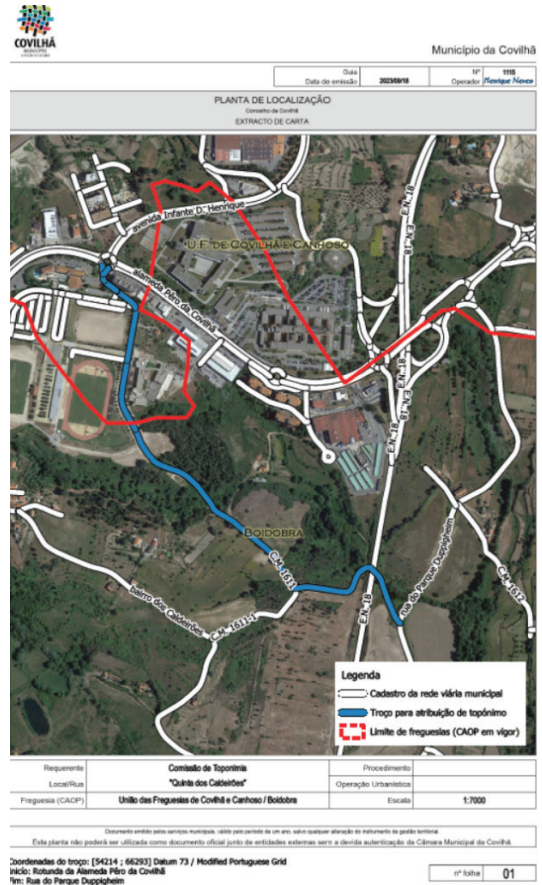 COVILHÃ
MUNICÍPIO
Município da Covilhã
Guia
Nº 1115
Data da emissão 2023/09/18 Operador Henrique Neves
PLANTA DE LOCALIZAÇÃO
Concelho da Covilhã
EXTRACTO DE CARTA
E.N. 18
E.N. 18
avenida Infante D. Henrique
U.F. DE COVILHÃ E CANHOSO
alameda Pêro da Covilhã
E.N. 18
E.N. 18
E.N. 18
BOIDOBRA
C.M. 1611
rua do Parque Duppigheim
C.M. 1612
bairro dos Caldeirões
C.M. 1611-1
E.N. 18
Legenda
Cadastro da rede viária municipal
Troço para atribuição de topónimo
Limite de freguesias (CAOP em vigor)
Requerente Comissão de Toponímia Procedimento
Local/Rua "Quinta dos Caldeirões" Operação Urbanística
Freguesia (CAOP) União das Freguesias de Covilhã e Canhoso / Boidobra Escala 1:7000
Documento emitido pelos serviços municipais, válido pelo período de um ano, salvo qualquer alteração do instrumento de gestão territorial.
Esta planta não poderá ser utilizada como documento oficial junto de entidades externas sem a devida autenticação da Câmara Municipal da Covilhã.
Coordenadas do troço: [54214 ; 66293] Datum 73 / Modified Portuguese Grid
Início: Rotunda da Alameda Pêro da Covilhã
Fim: Rua do Parque Duppigheim
nº folha 01